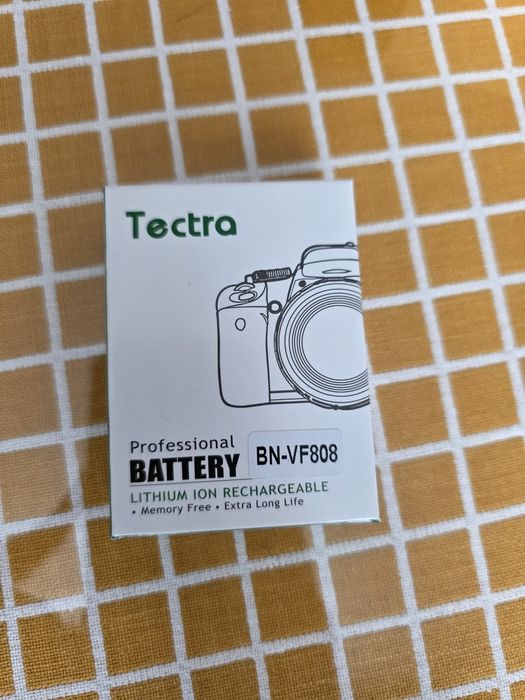 Tectra
Professional
BATTERY BN-VF808
LITHIUM ION RECHARGEABLE
• Memory Free • Extra Long Life